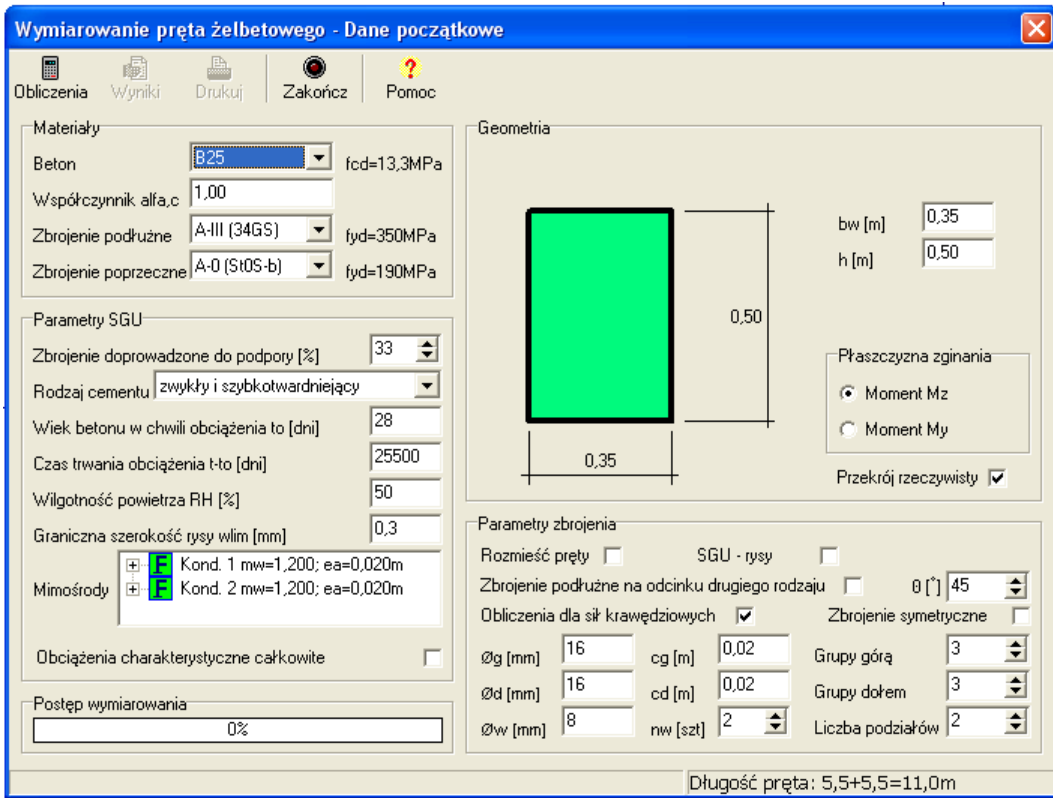 Wymiarowanie pręta żelbetowego - Dane początkowe
Obliczenia Wyniki Drukuj Zakończ ? Pomoc
Materiały
Beton B25 fcd=13,3MPa
Współczynnik alfa,c 1,00
Zbrojenie podłużne A-III (34GS) fyd=350MPa
Zbrojenie poprzeczne A-0 (St0S-b) fyd=190MPa
Parametry SGU
Zbrojenie doprowadzone do podpory [%] 33
Rodzaj cementu zwykły i szybkotwardniejący
Wiek betonu w chwili obciążenia to [dni] 28
Czas trwania obciążenia t-to [dni] 25500
Wilgotność powietrza RH [%] 50
Graniczna szerokość rysy wlim [mm] 0,3
Mimośrody
F Kond. 1 mw=1,200; ea=0,020m
F Kond. 2 mw=1,200; ea=0,020m
Obciążenia charakterystyczne całkowite
Postęp wymiarowania
0%
Geometria
0,50
0,35
bw [m] 0,35
h [m] 0,50
Płaszczyzna zginania
Moment Mz
Moment My
Przekrój rzeczywisty
Parametry zbrojenia
Rozmieść pręty SGU - rysy
Zbrojenie podłużne na odcinku drugiego rodzaju θ [°] 45
Obliczenia dla sił krawędziowych Zbrojenie symetryczne
Øg [mm] 16 cg [m] 0,02 Grupy górą 3
Ød [mm] 16 cd [m] 0,02 Grupy dołem 3
Øw [mm] 8 nw [szt] 2 Liczba podziałów 2
Długość pręta: 5,5+5,5=11,0m